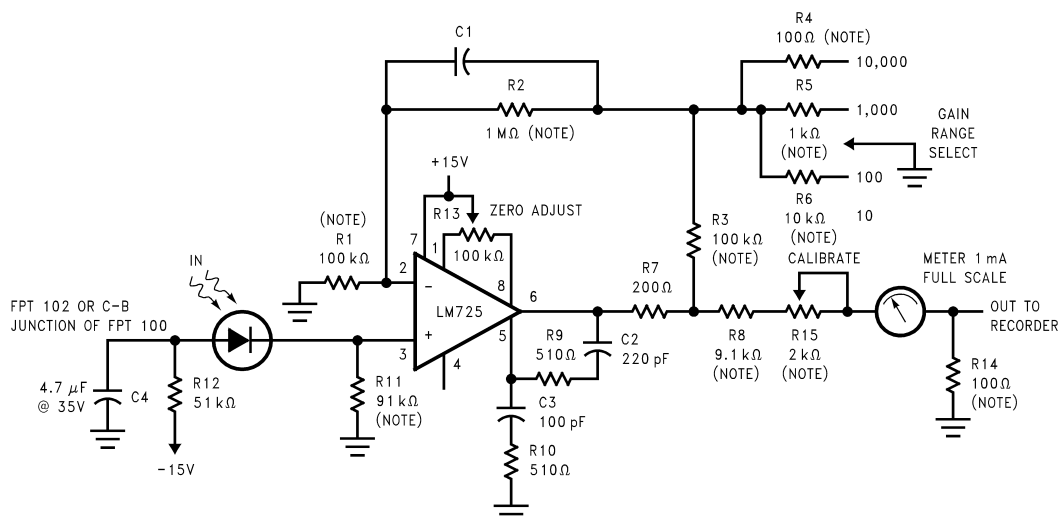 C1
R4
100Ω (NOTE)
10,000
R2
1 MΩ (NOTE)
R5
1,000
1 kΩ
(NOTE)
GAIN
RANGE
SELECT
100
R6
10 kΩ
(NOTE)
10
+15V
R13
ZERO ADJUST
100 kΩ
(NOTE)
R1
100 kΩ
7
1
2
−
8
LM725
6
+
3
5
4
R3
100 kΩ
(NOTE)
CALIBRATE
METER 1 mA
FULL SCALE
IN
FPT 102 OR C-B
JUNCTION OF FPT 100
R7
200Ω
OUT TO
RECORDER
R9
510Ω
C2
220 pF
R8
9.1 kΩ
(NOTE)
R15
2 kΩ
(NOTE)
R14
100Ω
(NOTE)
4.7 μF
@ 35V
C4
R12
51 kΩ
R11
91 kΩ
(NOTE)
C3
100 pF
R10
510Ω
−15V